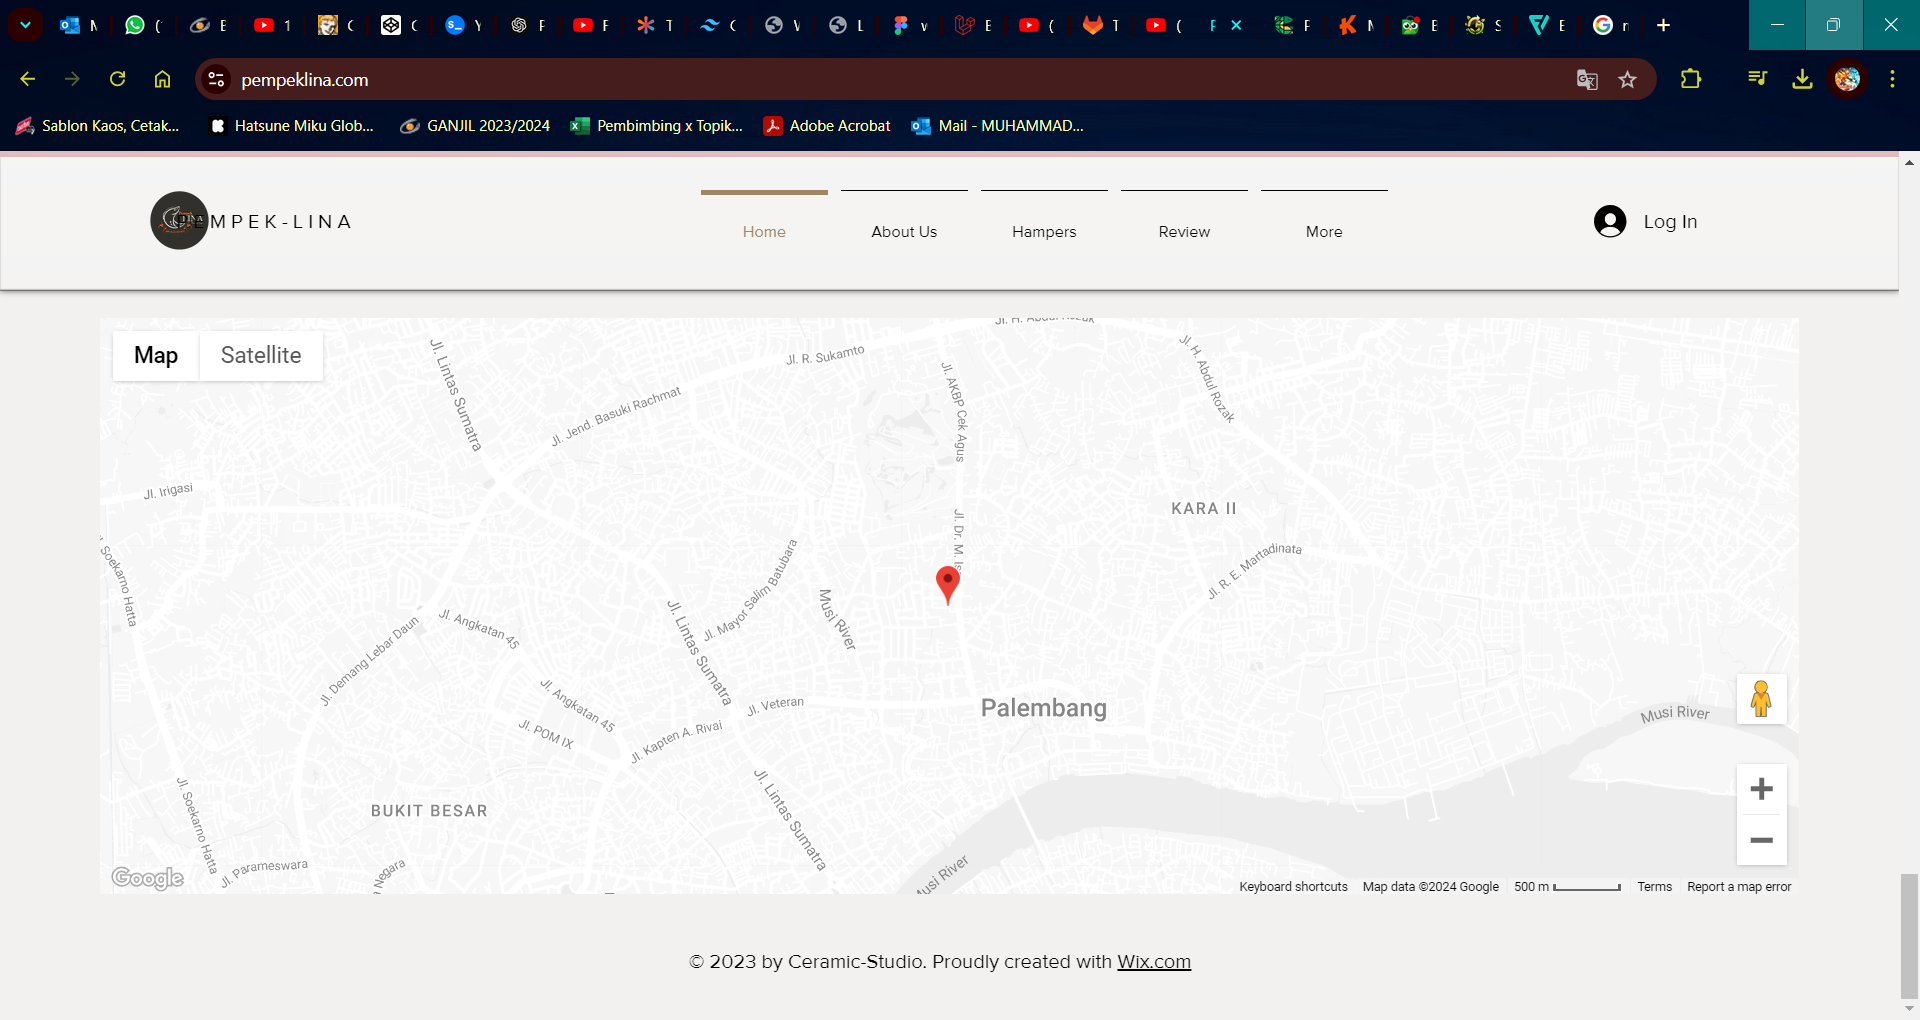 pempeklina.com
Sablon Kaos, Cetak...
Hatsune Miku Glob...
GANJIL 2023/2024
Pembimbing x Topik...
Adobe Acrobat
Mail - MUHAMMAD...
PEMPEK-LINA
Home
About Us
Hampers
Review
More
Log In
Map
Satellite
Jl. H. Abdul Rozak
Jl. R. Sukamto
Jl. Lintas Sumatra
Jl. Jend. Basuki Rachmat
Jl. AKBP Cek Agus
Jl. H. Abdul Rozak
Jl. Irigasi
KARA II
Jl. Dr. M. Is
Jl. Soekarno Hatta
Jl. Mayor Salim Batubara
Jl. R. E. Martadinata
Musi River
Jl. Angkatan 45
Jl. Demang Lebar Daun
Jl. Lintas Sumatra
Jl. Angkatan 45
Jl. Veteran
Palembang
Musi River
Jl. POM IX
Jl. Kapten A. Rivai
Jl. Soekarno Hatta
BUKIT BESAR
Jl. Lintas Sumatra
Jl. Parameswara
Negara
Musi River
Google
Keyboard shortcuts
Map data ©2024 Google
500 m
Terms
Report a map error
© 2023 by Ceramic-Studio. Proudly created with Wix.com